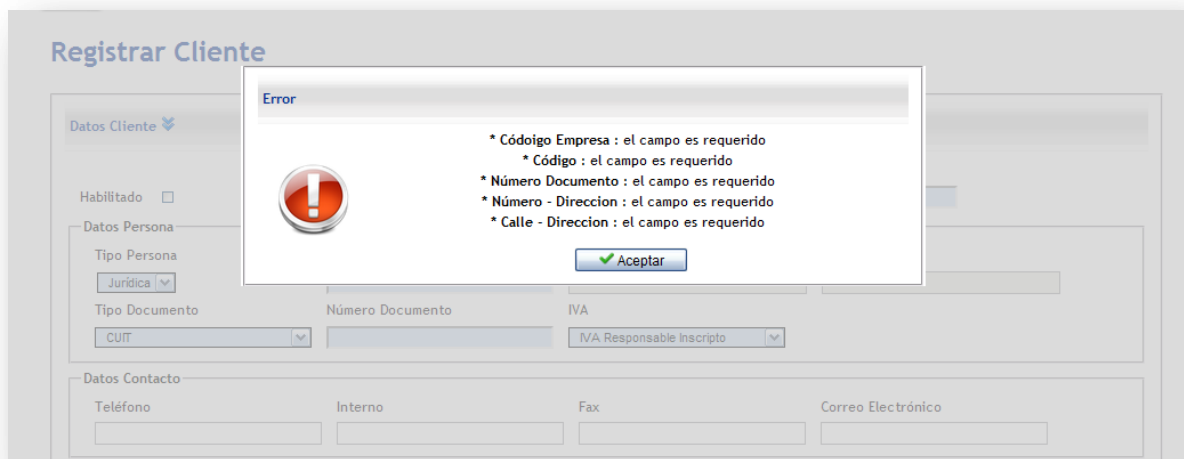 Registrar Cliente
Error
Datos Cliente
* Códoigo Empresa : el campo es requerido
* Código : el campo es requerido
* Número Documento : el campo es requerido
* Número - Direccion : el campo es requerido
* Calle - Direccion : el campo es requerido
Aceptar
Habilitado
Datos Persona
Tipo Persona
Jurídica
Tipo Documento Número Documento IVA
CUIT IVA Responsable Inscripto
Datos Contacto
Teléfono Interno Fax Correo Electrónico